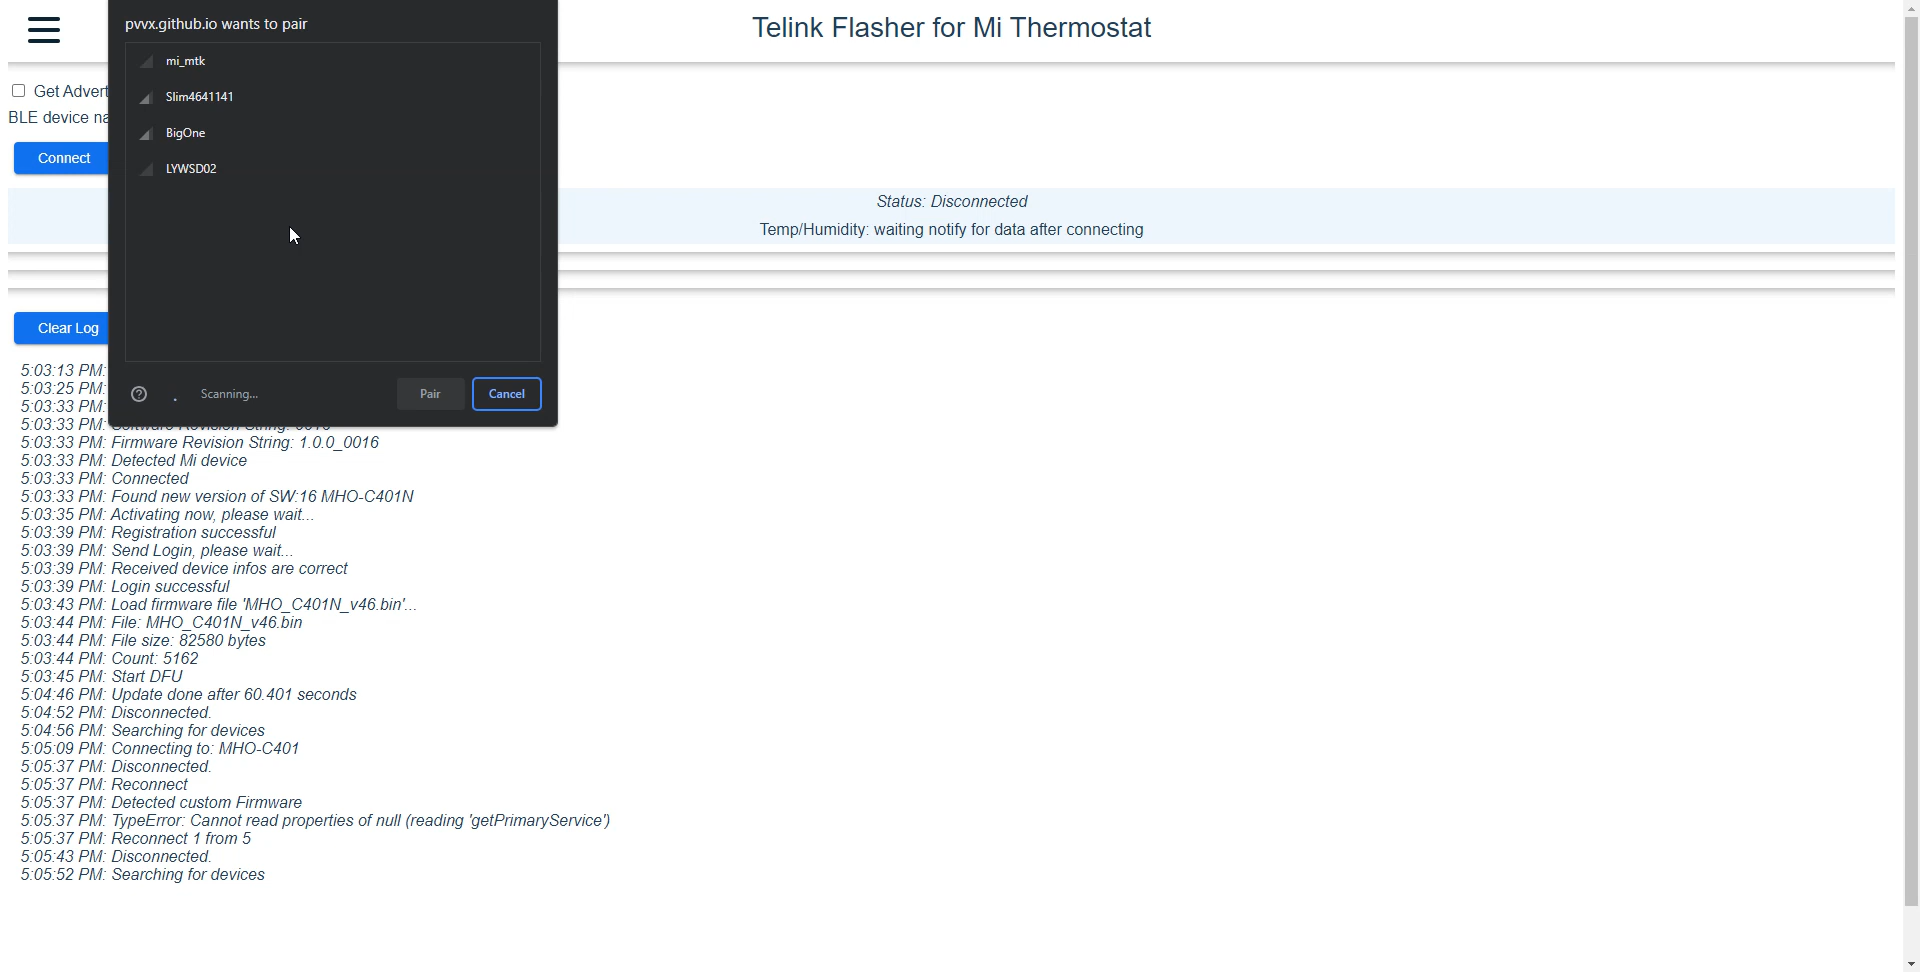 pvvx.github.io wants to pair
Telink Flasher for Mi Thermostat
mi_mtk
Slim4641141
BigOne
LYWSD02
Get Advert
BLE device na
Connect
Status: Disconnected
Temp/Humidity: waiting notify for data after connecting
Clear Log
Scanning...
Pair
Cancel
5:03:13 PM:
5:03:25 PM:
5:03:33 PM:
5:03:33 PM: Software Revision String: 0016
5:03:33 PM: Firmware Revision String: 1.0.0_0016
5:03:33 PM: Detected Mi device
5:03:33 PM: Connected
5:03:33 PM: Found new version of SW:16 MHO-C401N
5:03:35 PM: Activating now, please wait...
5:03:39 PM: Registration successful
5:03:39 PM: Send Login, please wait...
5:03:39 PM: Received device infos are correct
5:03:39 PM: Login successful
5:03:43 PM: Load firmware file 'MHO_C401N_v46.bin'...
5:03:44 PM: File: MHO_C401N_v46.bin
5:03:44 PM: File size: 82580 bytes
5:03:44 PM: Count: 5162
5:03:45 PM: Start DFU
5:04:46 PM: Update done after 60.401 seconds
5:04:52 PM: Disconnected.
5:04:56 PM: Searching for devices
5:05:09 PM: Connecting to: MHO-C401
5:05:37 PM: Disconnected.
5:05:37 PM: Reconnect
5:05:37 PM: Detected custom Firmware
5:05:37 PM: TypeError: Cannot read properties of null (reading 'getPrimaryService')
5:05:37 PM: Reconnect 1 from 5
5:05:43 PM: Disconnected.
5:05:52 PM: Searching for devices